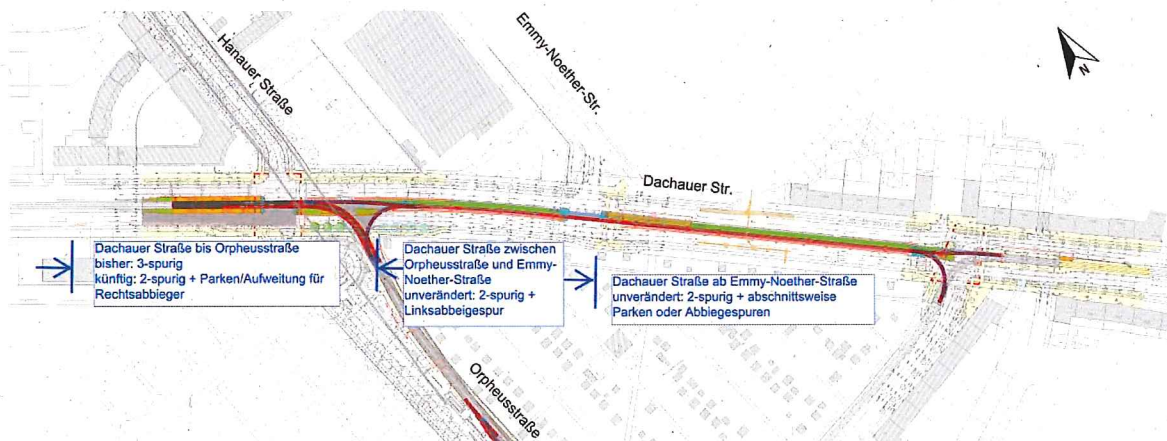 Hanauer Straße
Emmy-Noether-Str.
N
Dachauer Str.
Dachauer Straße bis Orpheusstraße
bisher: 3-spurig
künftig: 2-spurig + Parken/Aufweitung für
Rechtsabbieger
Dachauer Straße zwischen
Orpheusstraße und Emmy-
Noether-Straße
unverändert: 2-spurig +
Linksabbeigespur
Dachauer Straße ab Emmy-Noether-Straße
unverändert: 2-spurig + abschnittsweise
Parken oder Abbiegespuren
Orpheusstraße